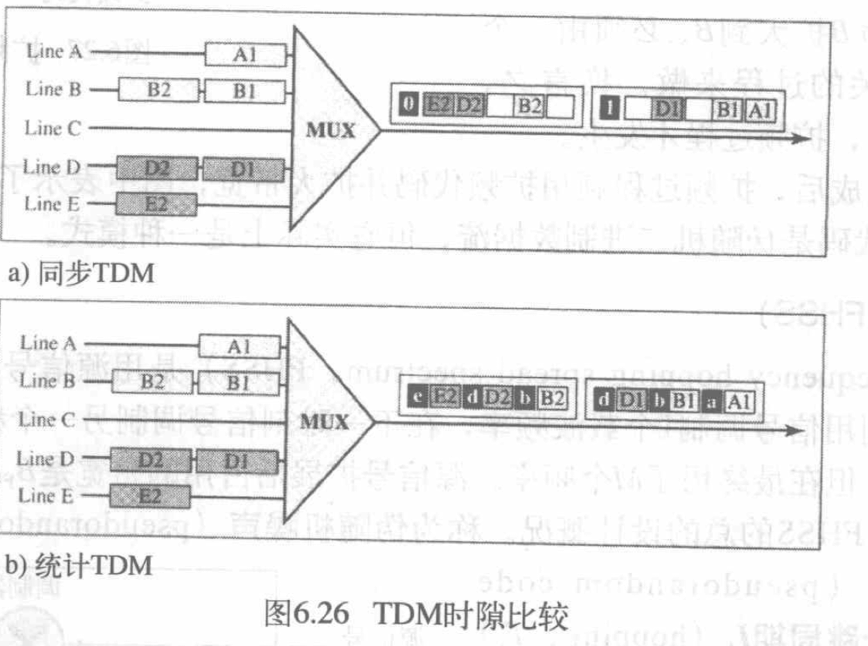 Line A A1
Line B B2 B1
Line C
Line D D2 D1
Line E E2
MUX
0 E2 D2 B2 1 D1 B1 A1
a) 同步TDM
Line A A1
Line B B2 B1
Line C
Line D D2 D1
Line E E2
MUX
e E2 d D2 b B2 d D1 b B1 a A1
b) 统计TDM
图6.26 TDM时隙比较